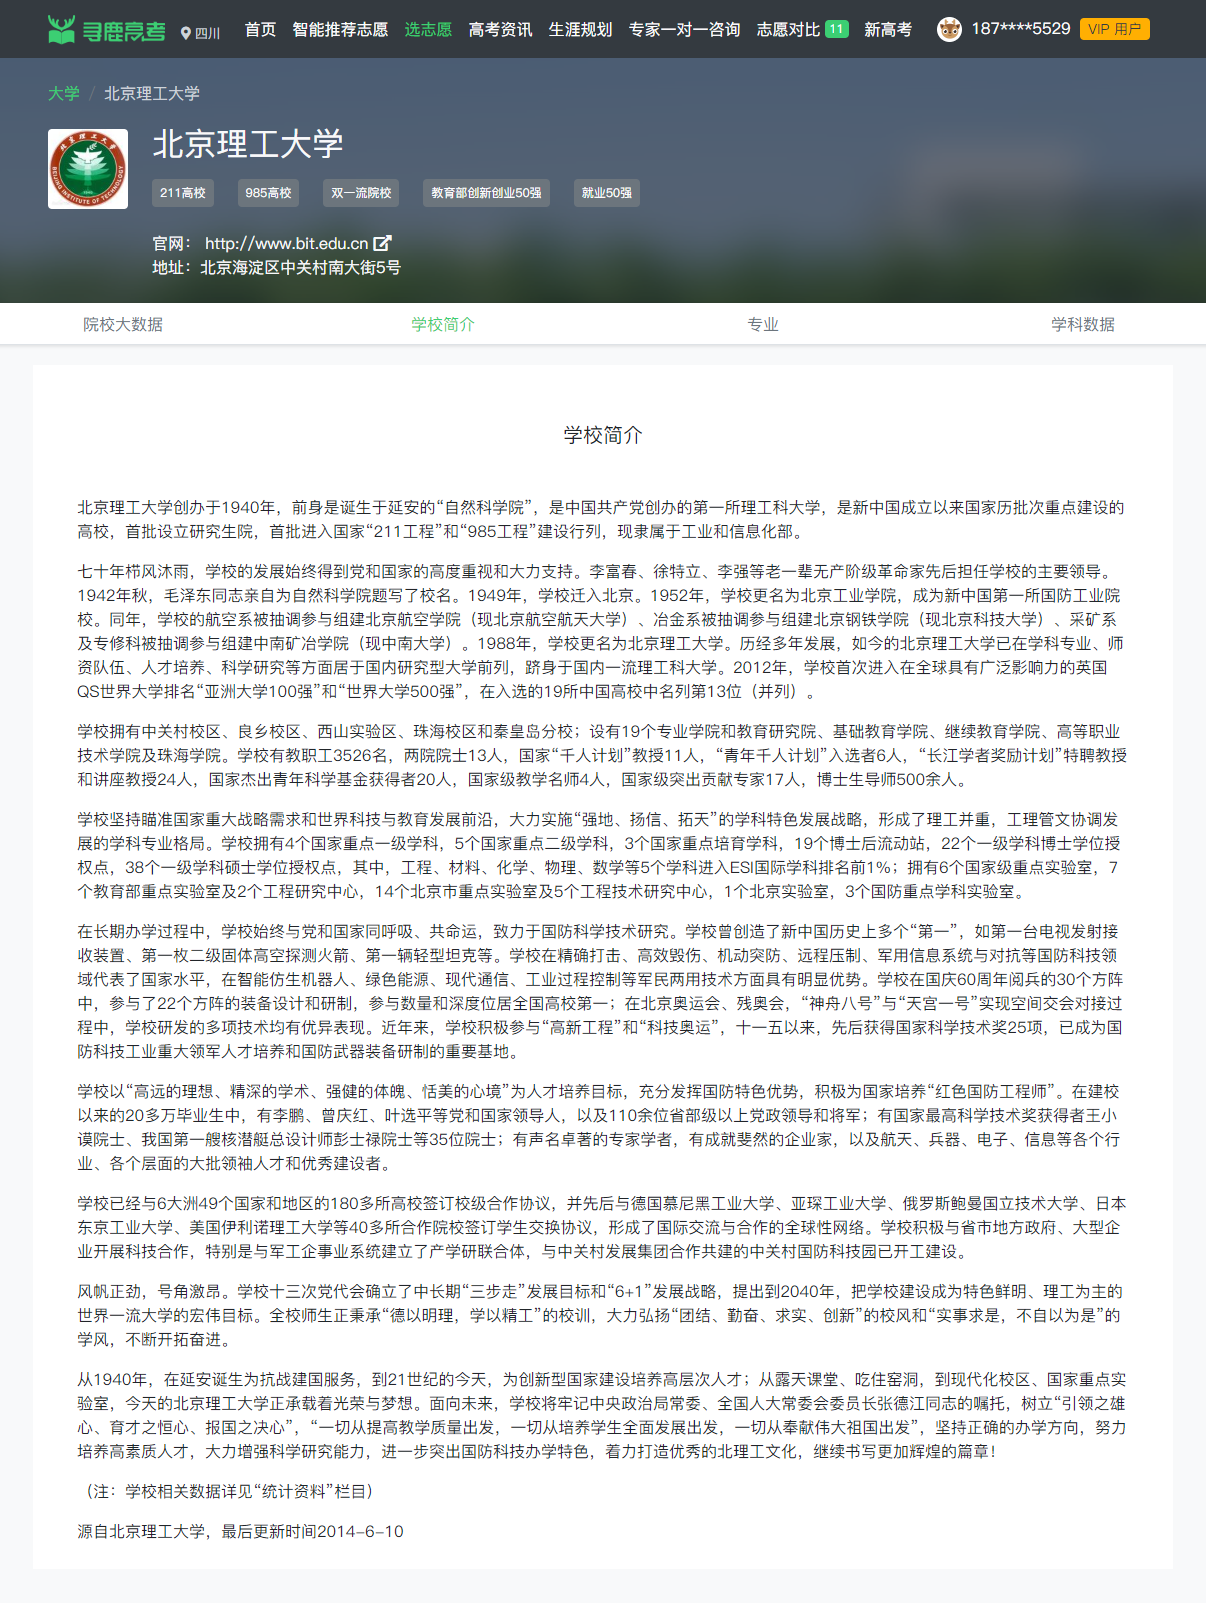 寻鹿高考 四川 首页 智能推荐志愿 选志愿 高考资讯 生涯规划 专家一对一咨询 志愿对比 11 新高考 187****5529 VIP 用户
大学 / 北京理工大学
北京理工大学
211高校 985高校 双一流院校 教育部创新创业50强 就业50强
官网： http://www.bit.edu.cn
地址：北京海淀区中关村南大街5号
院校大数据 学校简介 专业 学科数据
学校简介
北京理工大学创办于1940年，前身是诞生于延安的“自然科学院”，是中国共产党创办的第一所理工科大学，是新中国成立以来国家历批次重点建设的
高校，首批设立研究生院，首批进入国家“211工程”和“985工程”建设行列，现隶属于工业和信息化部。
七十年栉风沐雨，学校的发展始终得到党和国家的高度重视和大力支持。李富春、徐特立、李强等老一辈无产阶级革命家先后担任学校的主要领导。
1942年秋，毛泽东同志亲自为自然科学院题写了校名。1949年，学校迁入北京。1952年，学校更名为北京工业学院，成为新中国第一所国防工业院
校。同年，学校的航空系被抽调参与组建北京航空学院（现北京航空航天大学）、冶金系被抽调参与组建北京钢铁学院（现北京科技大学）、采矿系
及专修科被抽调参与组建中南矿冶学院（现中南大学）。1988年，学校更名为北京理工大学。历经多年发展，如今的北京理工大学已在学科专业、师
资队伍、人才培养、科学研究等方面居于国内研究型大学前列，跻身于国内一流理工科大学。2012年，学校首次进入在全球具有广泛影响力的英国
QS世界大学排名“亚洲大学100强”和“世界大学500强”，在入选的19所中国高校中名列第13位（并列）。
学校拥有中关村校区、良乡校区、西山实验区、珠海校区和秦皇岛分校；设有19个专业学院和教育研究院、基础教育学院、继续教育学院、高等职业
技术学院及珠海学院。学校有教职工3526名，两院院士13人，国家“千人计划”教授11人，“青年千人计划”入选者6人，“长江学者奖励计划”特聘教授
和讲座教授24人，国家杰出青年科学基金获得者20人，国家级教学名师4人，国家级突出贡献专家17人，博士生导师500余人。
学校坚持瞄准国家重大战略需求和世界科技与教育发展前沿，大力实施“强地、扬信、拓天”的学科特色发展战略，形成了理工并重，工理管文协调发
展的学科专业格局。学校拥有4个国家重点一级学科，5个国家重点二级学科，3个国家重点培育学科，19个博士后流动站，22个一级学科博士学位授
权点，38个一级学科硕士学位授权点，其中，工程、材料、化学、物理、数学等5个学科进入ESI国际学科排名前1%；拥有6个国家级重点实验室，7
个教育部重点实验室及2个工程研究中心，14个北京市重点实验室及5个工程技术研究中心，1个北京实验室，3个国防重点学科实验室。
在长期办学过程中，学校始终与党和国家同呼吸、共命运，致力于国防科学技术研究。学校曾创造了新中国历史上多个“第一”，如第一台电视发射接
收装置、第一枚二级固体高空探测火箭、第一辆轻型坦克等。学校在精确打击、高效毁伤、机动突防、远程压制、军用信息系统与对抗等国防科技领
域代表了国家水平，在智能仿生机器人、绿色能源、现代通信、工业过程控制等军民两用技术方面具有明显优势。学校在国庆60周年阅兵的30个方阵
中，参与了22个方阵的装备设计和研制，参与数量和深度位居全国高校第一；在北京奥运会、残奥会，“神舟八号”与“天宫一号”实现空间交会对接过
程中，学校研发的多项技术均有优异表现。近年来，学校积极参与“高新工程”和“科技奥运”，十一五以来，先后获得国家科学技术奖25项，已成为国
防科技工业重大领军人才培养和国防武器装备研制的重要基地。
学校以“高远的理想、精深的学术、强健的体魄、恬美的心境”为人才培养目标，充分发挥国防特色优势，积极为国家培养“红色国防工程师”。在建校
以来的20多万毕业生中，有李鹏、曾庆红、叶选平等党和国家领导人，以及110余位省部级以上党政领导和将军；有国家最高科学技术奖获得者王小
谟院士、我国第一艘核潜艇总设计师彭士禄院士等35位院士；有声名卓著的专家学者，有成就斐然的企业家，以及航天、兵器、电子、信息等各个行
业、各个层面的大批领袖人才和优秀建设者。
学校已经与6大洲49个国家和地区的180多所高校签订校级合作协议，并先后与德国慕尼黑工业大学、亚琛工业大学、俄罗斯鲍曼国立技术大学、日本
东京工业大学、美国伊利诺理工大学等40多所合作院校签订学生交换协议，形成了国际交流与合作的全球性网络。学校积极与省市地方政府、大型企
业开展科技合作，特别是与军工企事业系统建立了产学研联合体，与中关村发展集团合作共建的中关村国防科技园已开工建设。
风帆正劲，号角激昂。学校十三次党代会确立了中长期“三步走”发展目标和“6+1”发展战略，提出到2040年，把学校建设成为特色鲜明、理工为主的
世界一流大学的宏伟目标。全校师生正秉承“德以明理，学以精工”的校训，大力弘扬“团结、勤奋、求实、创新”的校风和“实事求是，不自以为是”的
学风，不断开拓奋进。
从1940年，在延安诞生为抗战建国服务，到21世纪的今天，为创新型国家建设培养高层次人才；从露天课堂、吃住窑洞，到现代化校区、国家重点实
验室，今天的北京理工大学正承载着光荣与梦想。面向未来，学校将牢记中央政治局常委、全国人大常委会委员长张德江同志的嘱托，树立“引领之雄
心、育才之恒心、报国之决心”，“一切从提高教学质量出发，一切从培养学生全面发展出发，一切从奉献伟大祖国出发”，坚持正确的办学方向，努力
培养高素质人才，大力增强科学研究能力，进一步突出国防科技办学特色，着力打造优秀的北理工文化，继续书写更加辉煌的篇章！
（注：学校相关数据详见“统计资料”栏目）
源自北京理工大学，最后更新时间2014-6-10